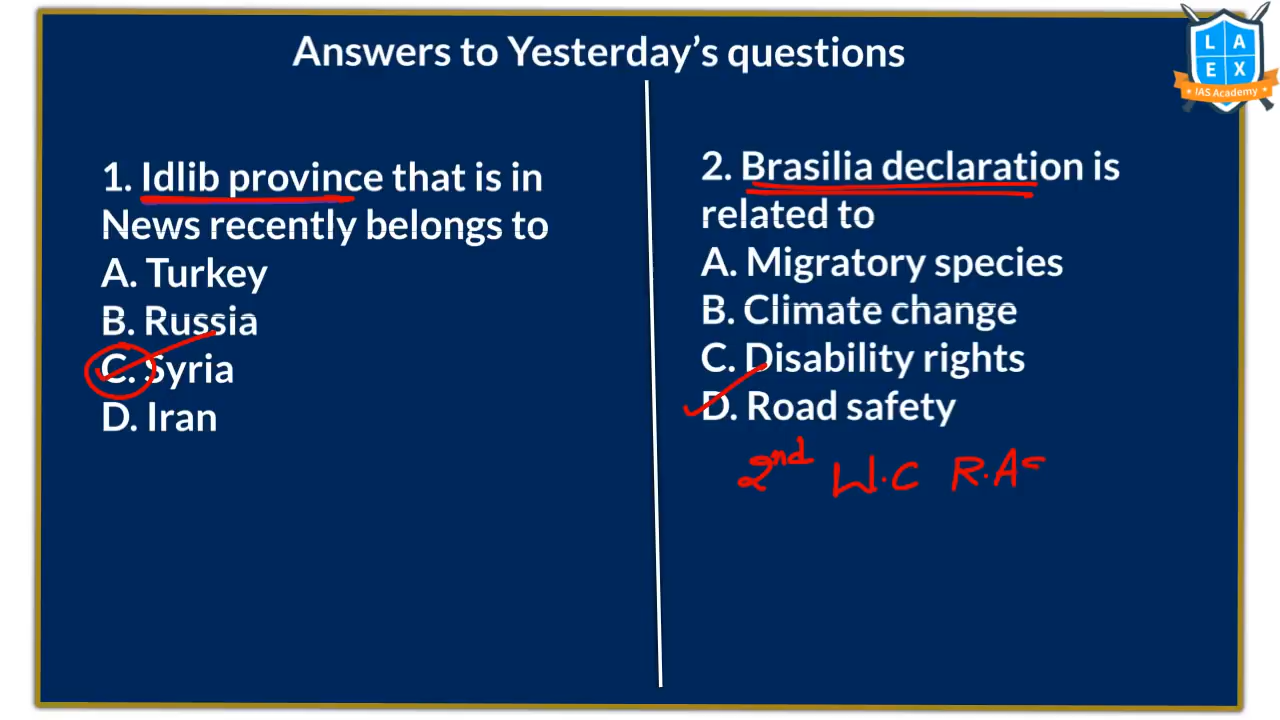 Answers to Yesterday's questions
L A
E X
IAS Academy
1. Idlib province that is in
News recently belongs to
A. Turkey
B. Russia
C. Syria
D. Iran
2. Brasilia declaration is
related to
A. Migratory species
B. Climate change
C. Disability rights
D. Road safety
2nd W.C